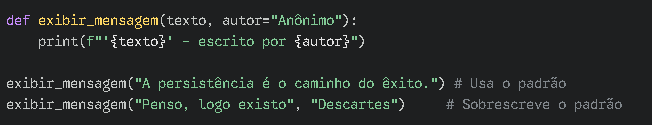 def exibir_mensagem(texto, autor="Anônimo"):
    print(f"'{texto}' - escrito por {autor}")

exibir_mensagem("A persistência é o caminho do êxito.") # Usa o padrão
exibir_mensagem("Penso, logo existo", "Descartes")     # Sobrescreve o padrão